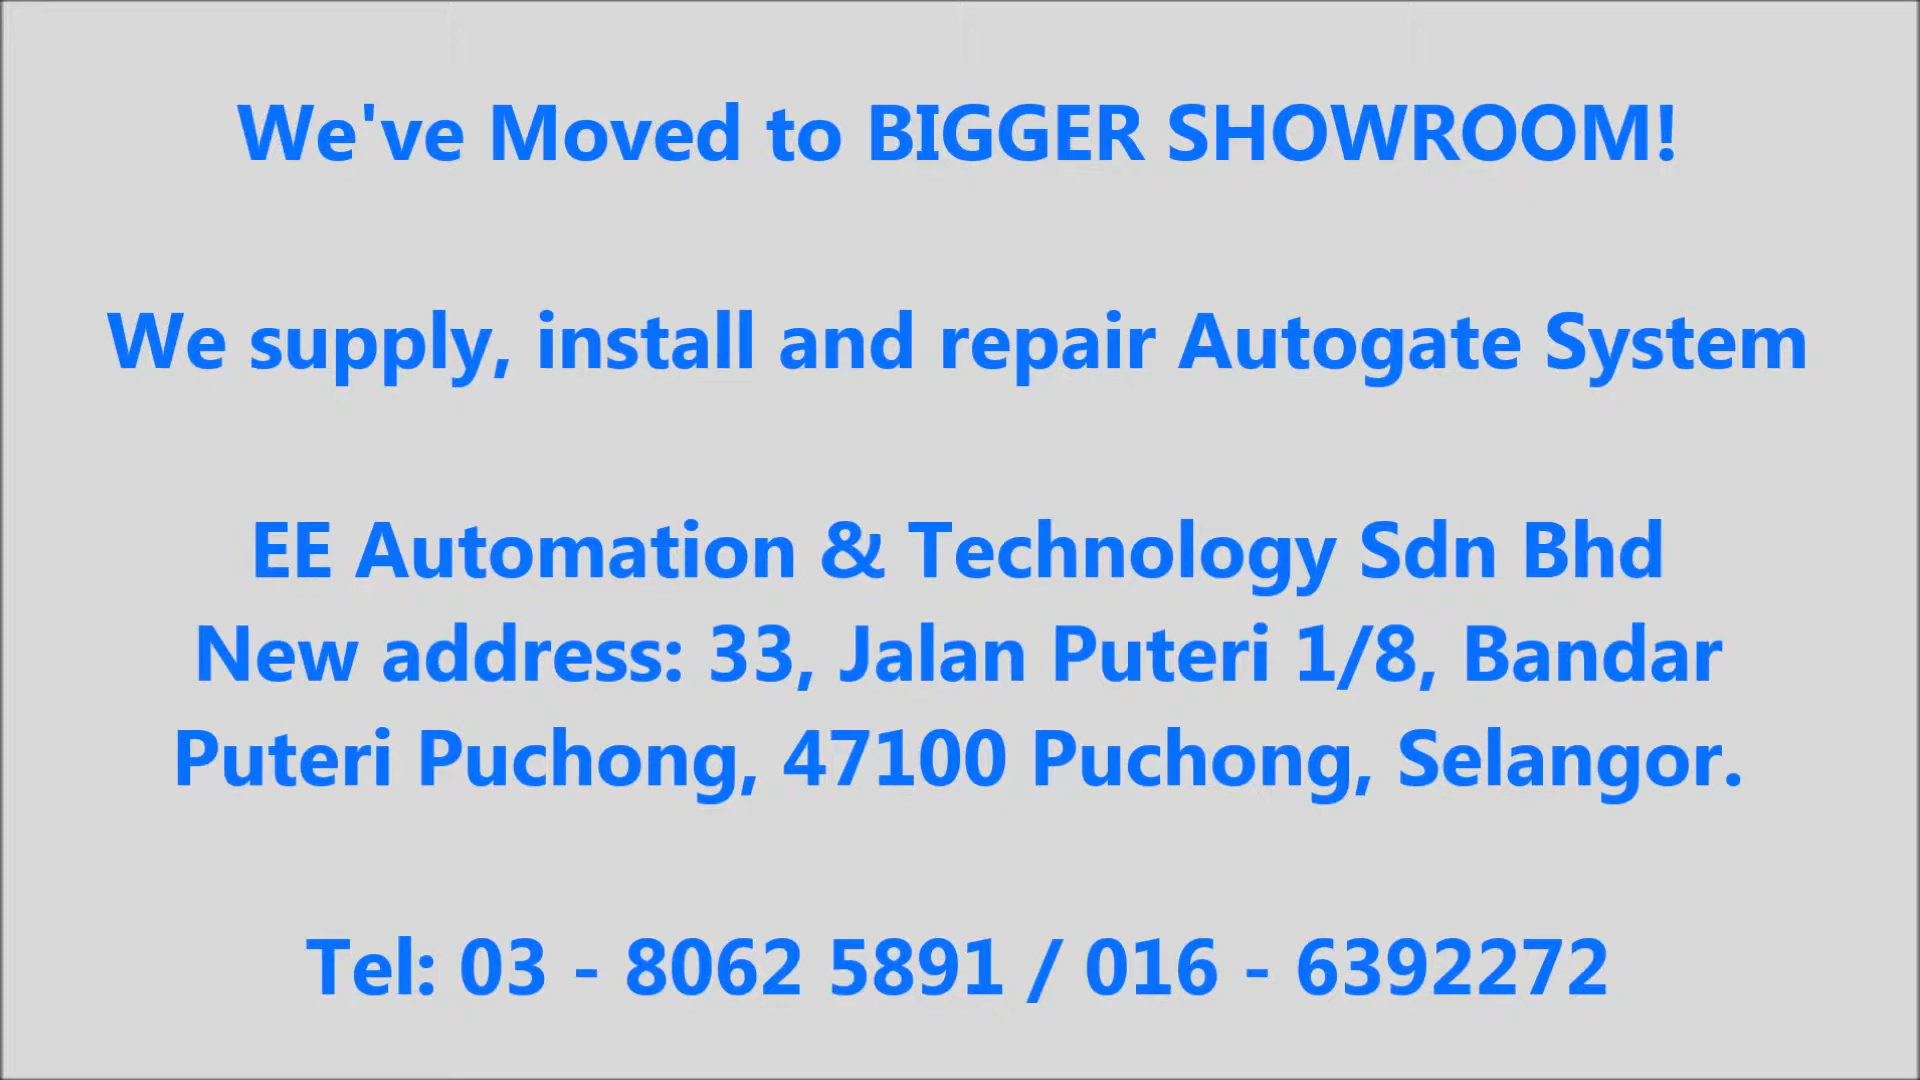 We've Moved to BIGGER SHOWROOM!
We supply, install and repair Autogate System
EE Automation & Technology Sdn Bhd
New address: 33, Jalan Puteri 1/8, Bandar
Puteri Puchong, 47100 Puchong, Selangor.
Tel: 03 - 8062 5891 / 016 - 6392272